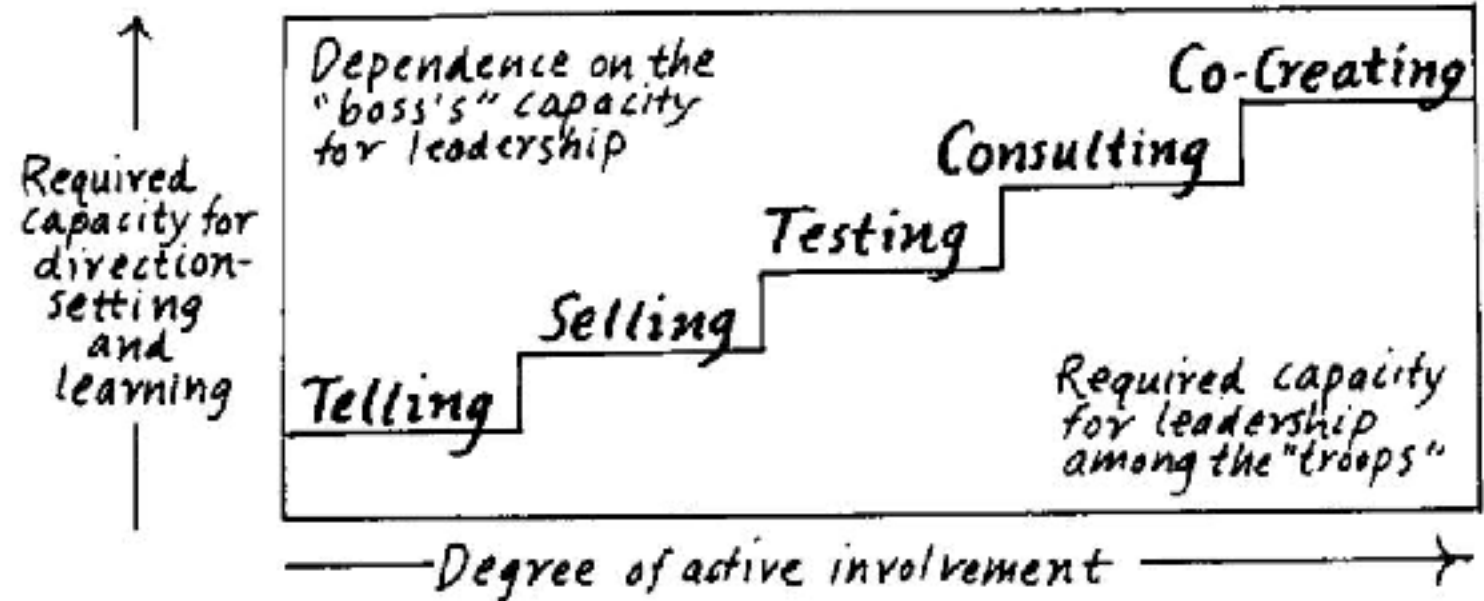 Required
capacity for
direction-
setting
and
learning
Dependence on the
"boss's" capacity
for leadership
Telling
Selling
Testing
Consulting
Co-Creating
Required capacity
for leadership
among the "troops"
Degree of active involvement